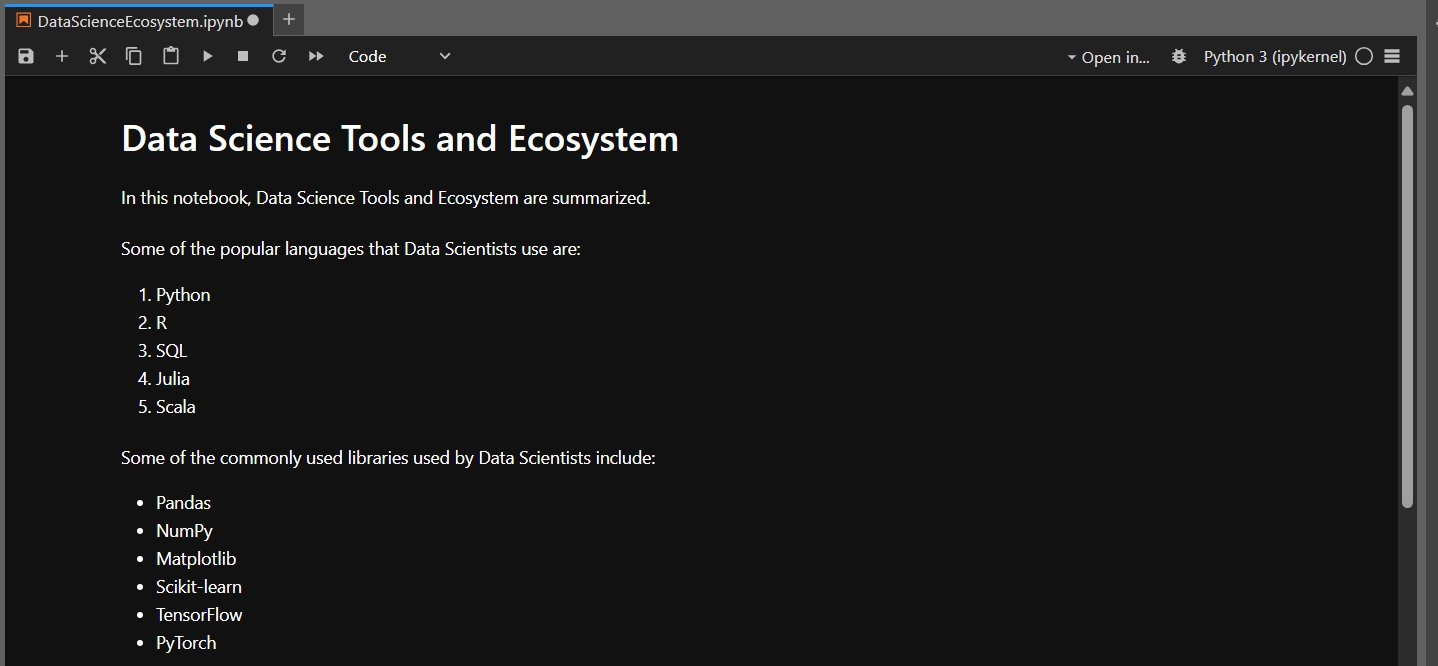 DataScienceEcosystem.ipynb
Code
Open in...
Python 3 (ipykernel)
Data Science Tools and Ecosystem
In this notebook, Data Science Tools and Ecosystem are summarized.
Some of the popular languages that Data Scientists use are:
1. Python
2. R
3. SQL
4. Julia
5. Scala
Some of the commonly used libraries used by Data Scientists include:
• Pandas
• NumPy
• Matplotlib
• Scikit-learn
• TensorFlow
• PyTorch